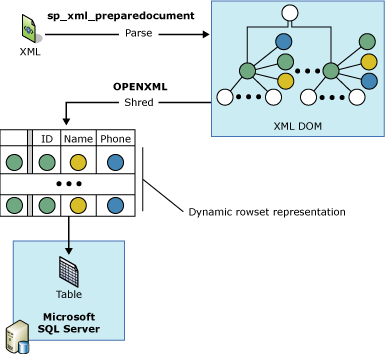 sp_xml_preparedocument
Parse
XML
OPENXML
Shred
XML DOM
ID Name Phone
Dynamic rowset representation
Table
Microsoft
SQL Server